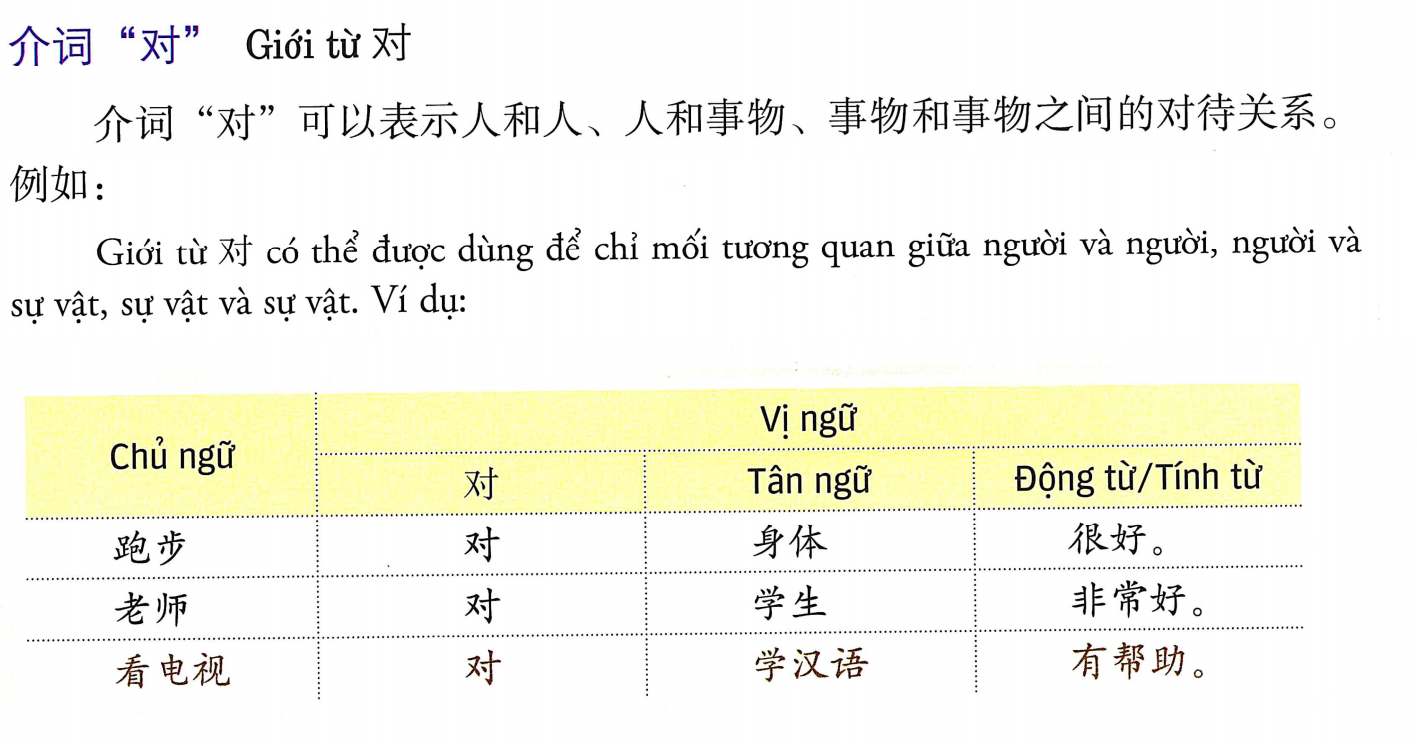 介词“对” Giới từ 对
介词“对”可以表示人和人、人和事物、事物和事物之间的对待关系。
例如：
Giới từ 对 có thể được dùng để chỉ mối tương quan giữa người và người, người và
sự vật, sự vật và sự vật. Ví dụ:
Chủ ngữ Vị ngữ
对 Tân ngữ Động từ/Tính từ
跑步 对 身体 很好。
老师 对 学生 非常好。
看电视 对 学汉语 有帮助。